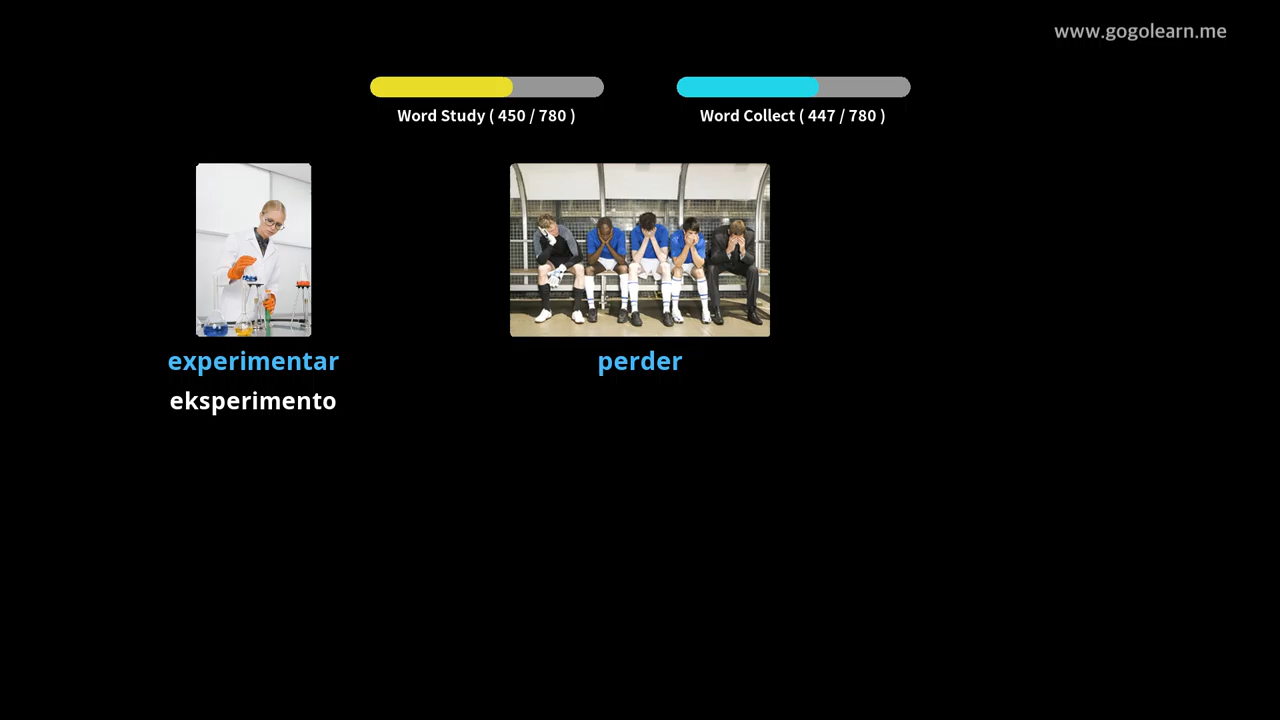 www.gogolearn.me
Word Study ( 450 / 780 )
Word Collect ( 447 / 780 )
experimentar
perder
eksperimento